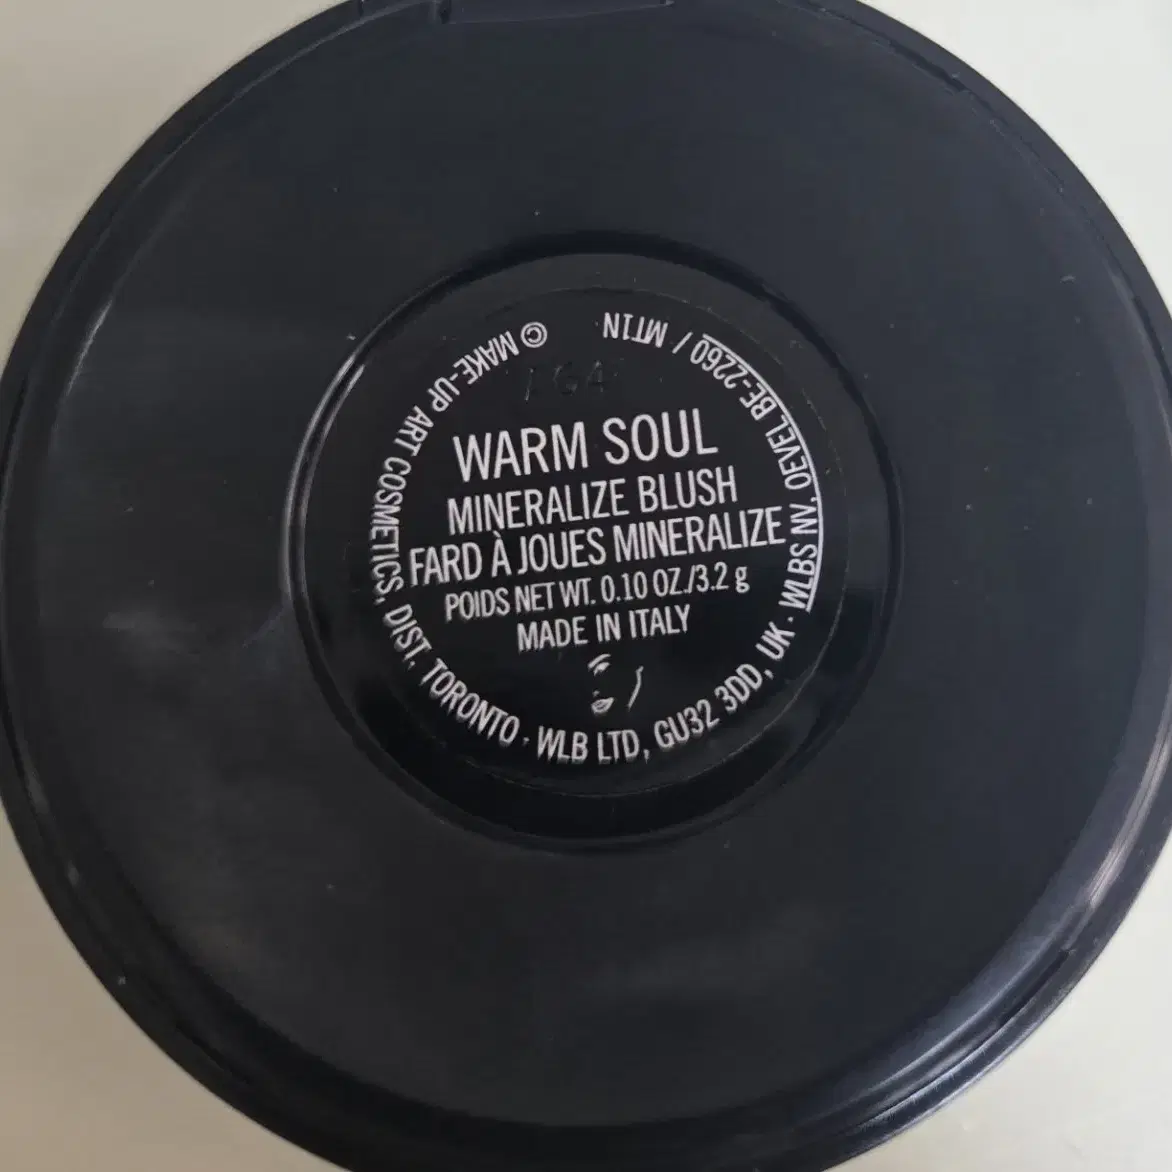 WARM SOUL
MINERALIZE BLUSH
FARD À JOUES MINERALIZE
POIDS NET WT. 0.10 OZ./3.2 g
MADE IN ITALY
© MAKE-UP ART COSMETICS, DIST. TORONTO · WLB LTD, GU32 3DD, UK · WLBS NV, OEVEL BE-2260 / MT1N